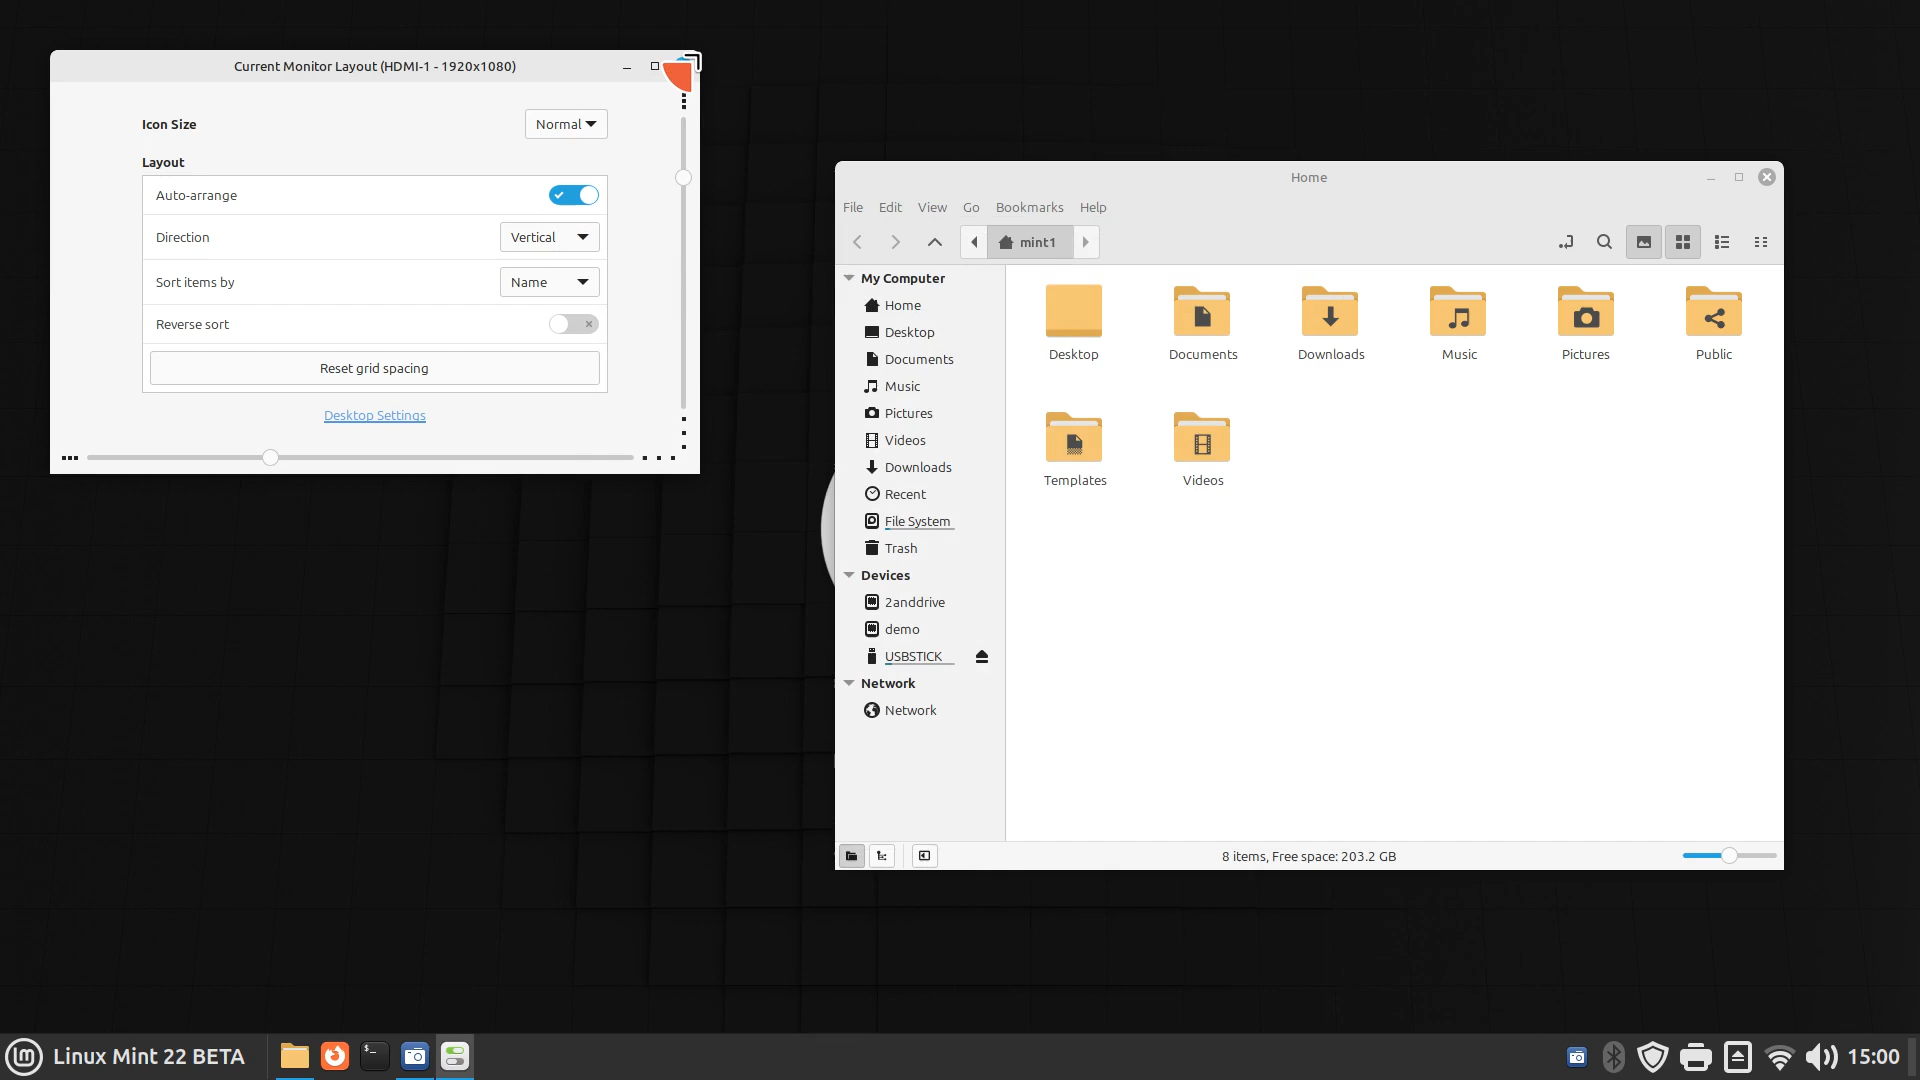 Current Monitor Layout (HDMI-1 - 1920x1080)
Icon Size
Normal
Layout
Auto-arrange
Direction
Vertical
Sort items by
Name
Reverse sort
Reset grid spacing
Desktop Settings
Home
File Edit View Go Bookmarks Help
mint1
My Computer
Home
Desktop
Documents
Music
Pictures
Videos
Downloads
Recent
File System
Trash
Devices
2anddrive
demo
USBSTICK
Network
Network
Desktop
Documents
Downloads
Music
Pictures
Public
Templates
Videos
8 items, Free space: 203.2 GB
Linux Mint 22 BETA
15:00